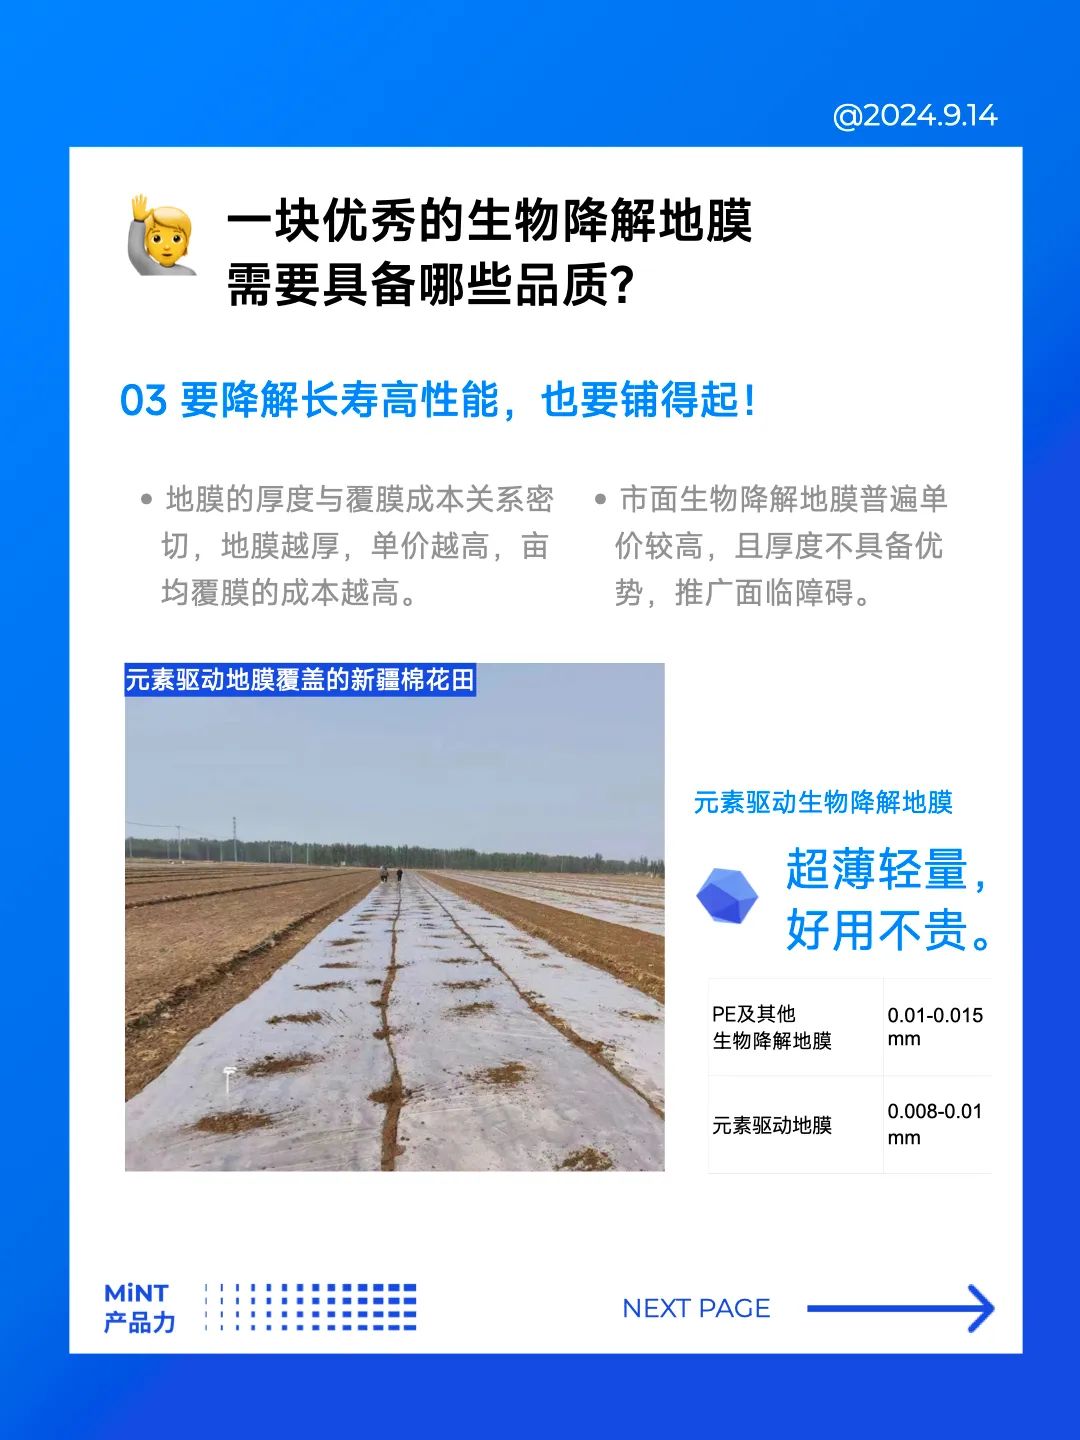 @2024.9.14
一块优秀的生物降解地膜
需要具备哪些品质？
03 要降解长寿高性能，也要铺得起！
• 地膜的厚度与覆膜成本关系密
切，地膜越厚，单价越高，亩
均覆膜的成本越高。
• 市面生物降解地膜普遍单
价较高，且厚度不具备优
势，推广面临障碍。
元素驱动地膜覆盖的新疆棉花田
元素驱动生物降解地膜
超薄轻量，
好用不贵。
PE及其他
生物降解地膜
0.01-0.015
mm
元素驱动地膜
0.008-0.01
mm
MiNT
产品力
NEXT PAGE